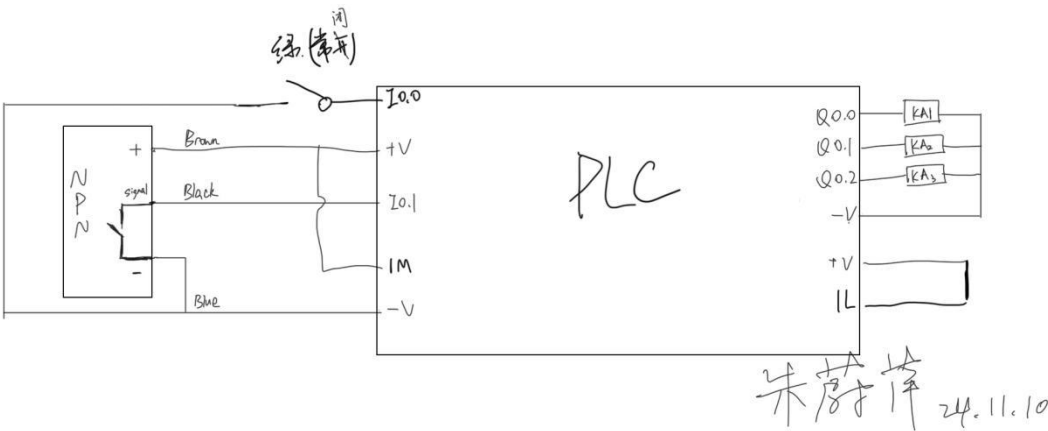 闭
绿.(常开)
I0.0
Q0.0 KA1
+ Brown +V
Q0.1 KA2
NPN
signal Black I0.1
PLC
Q0.2 KA3
-V
1M
+V
-
Blue -V
1L
24.11.10